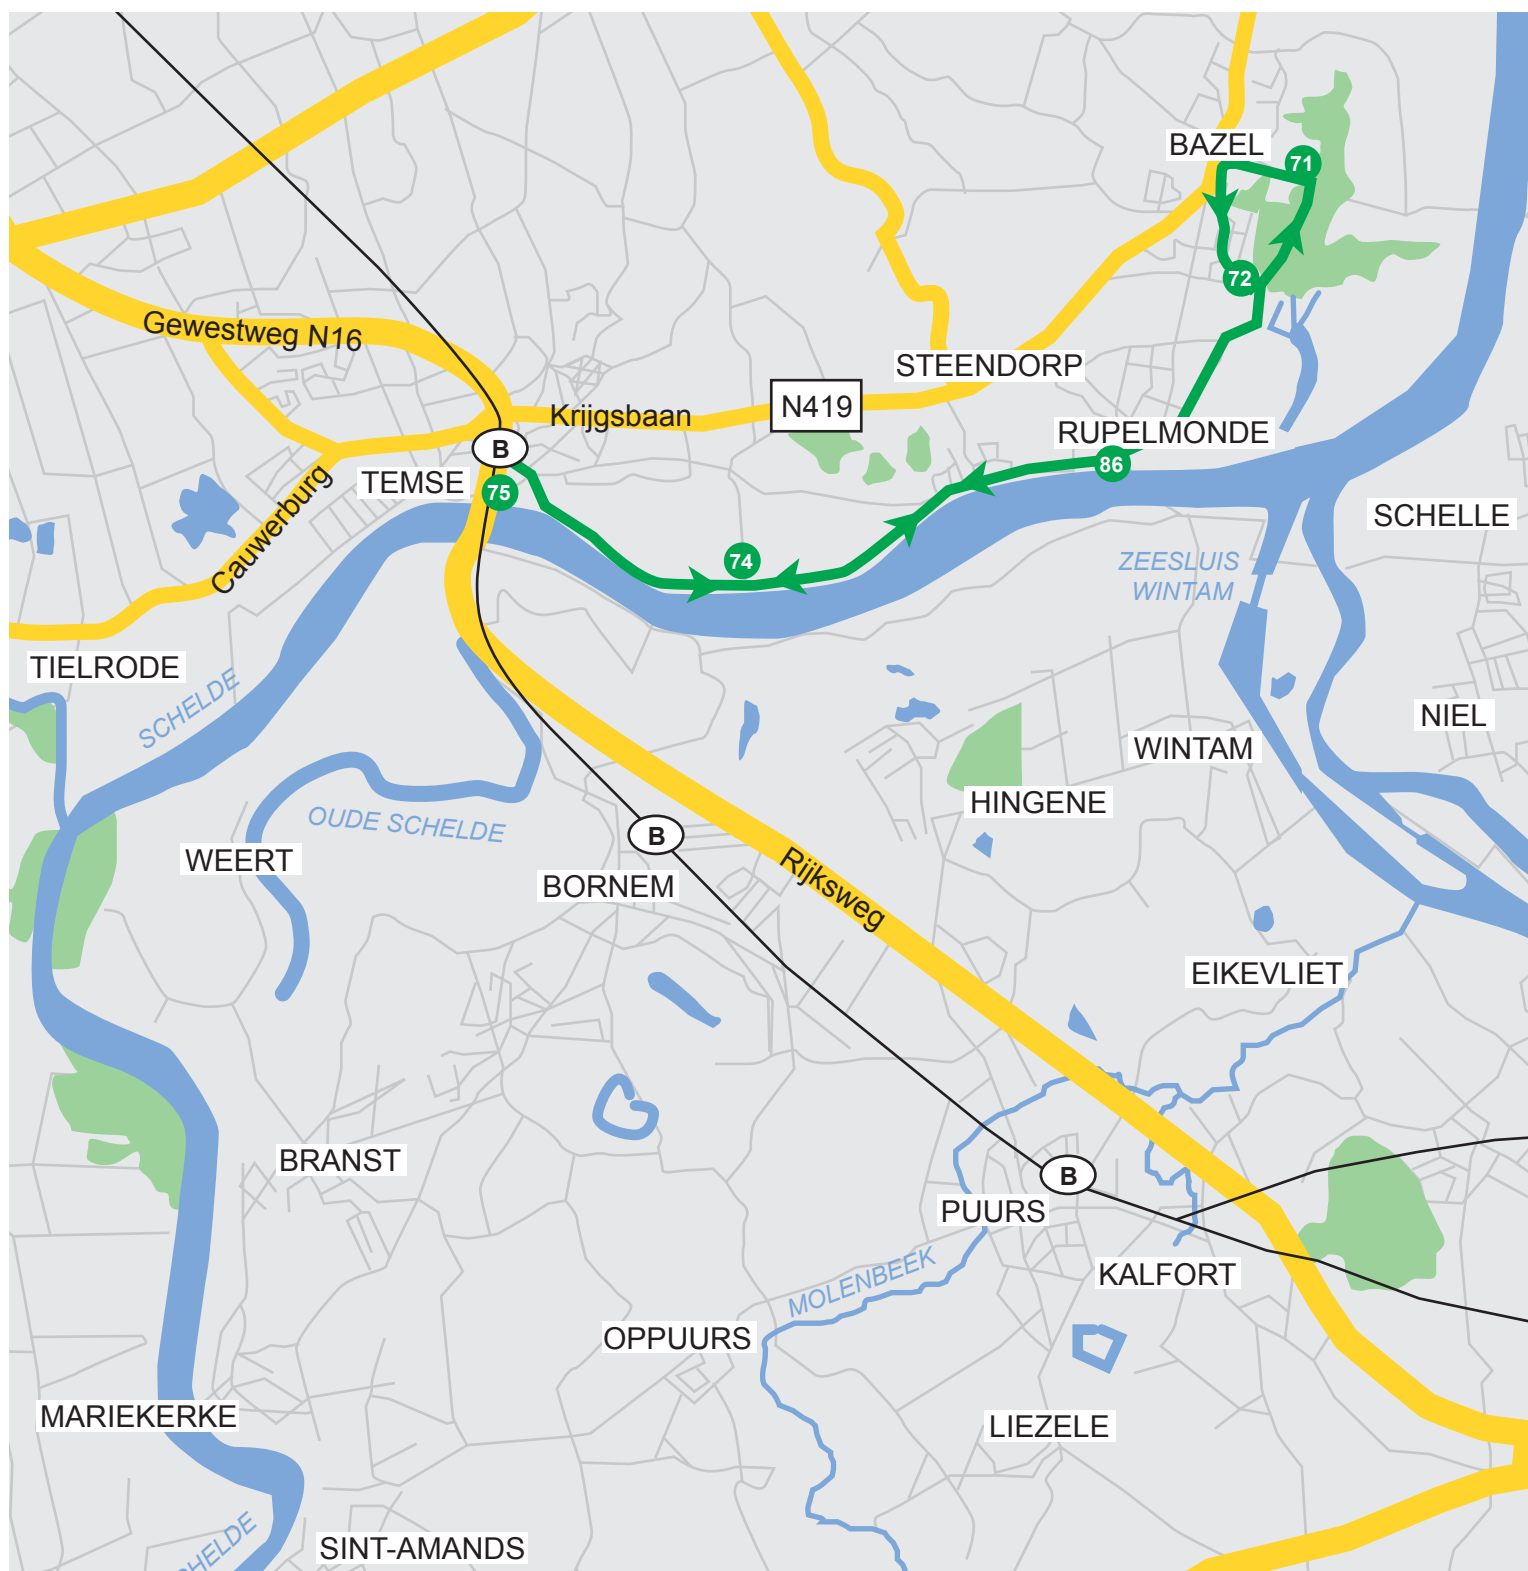 BAZEL
71
72
Gewestweg N16
STEENDORP
Krijgsbaan
N419
RUPELMONDE
B
86
TEMSE
75
Cauwerburg
SCHELLE
74
ZEESLUIS
WINTAM
TIELRODE
SCHELDE
NIEL
WINTAM
HINGENE
OUDE SCHELDE
B
WEERT
BORNEM
Rijksweg
EIKEVLIET
BRANST
B
PUURS
MOLENBEEK
KALFORT
OPPUURS
MARIEKERKE
LIEZELE
SINT-AMANDS